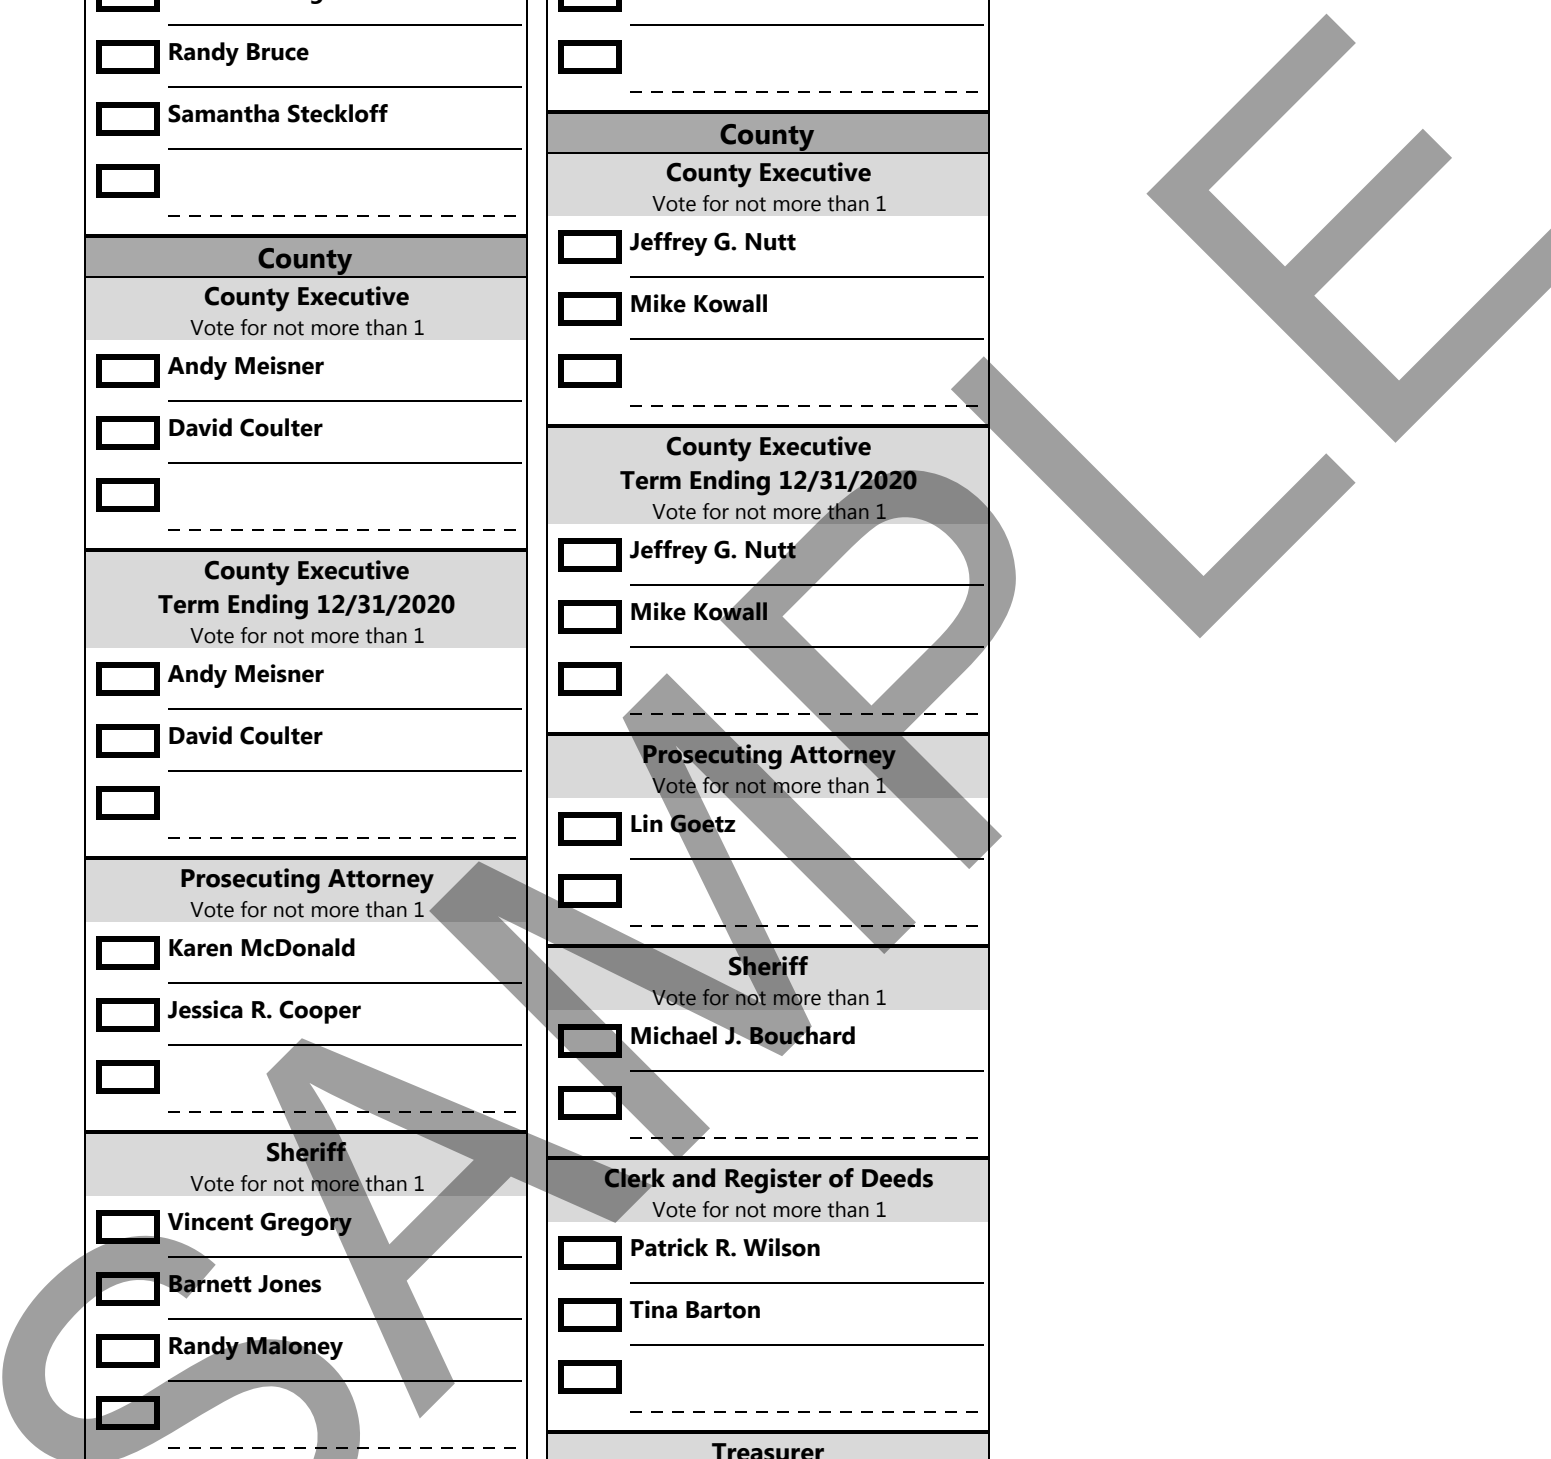 Randy Bruce
Samantha Steckloff
County
County Executive
Vote for not more than 1
Andy Meisner
David Coulter
County Executive
Term Ending 12/31/2020
Vote for not more than 1
Andy Meisner
David Coulter
Prosecuting Attorney
Vote for not more than 1
Karen McDonald
Jessica R. Cooper
Sheriff
Vote for not more than 1
Vincent Gregory
Barnett Jones
Randy Maloney
County
County Executive
Vote for not more than 1
Jeffrey G. Nutt
Mike Kowall
County Executive
Term Ending 12/31/2020
Vote for not more than 1
Jeffrey G. Nutt
Mike Kowall
Prosecuting Attorney
Vote for not more than 1
Lin Goetz
Sheriff
Vote for not more than 1
Michael J. Bouchard
Clerk and Register of Deeds
Vote for not more than 1
Patrick R. Wilson
Tina Barton
Treasurer
SAMPLE